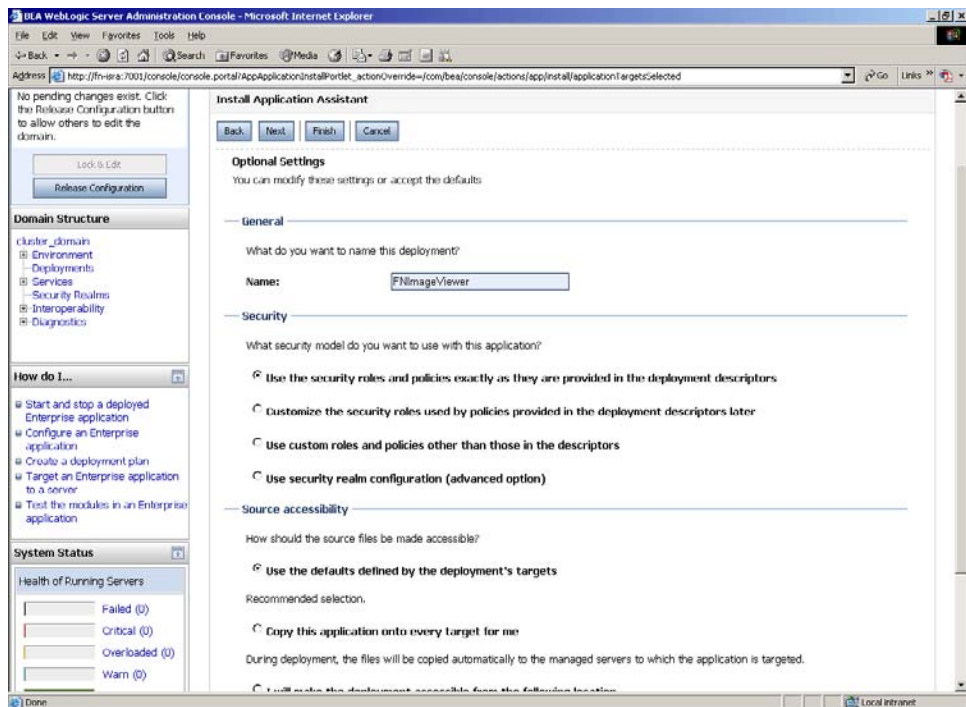 BEA WebLogic Server Administration Console - Microsoft Internet Explorer
File Edit View Favorites Tools Help
Back Search Favorites Media
Address http://fn-isra:7001/console/console.portal?AppApplicationInstallPortlet_actionOverride=/com/bea/console/actions/app/install/applicationTargetsSelected Go Links »
No pending changes exist. Click
the Release Configuration button
to allow others to edit the
domain.
Lock & Edit
Release Configuration
Domain Structure
cluster_domain
Environment
Deployments
Services
Security Realms
Interoperability
Diagnostics
How do I...
Start and stop a deployed
Enterprise application
Configure an Enterprise
application
Create a deployment plan
Target an Enterprise application
to a server
Test the modules in an Enterprise
application
System Status
Health of Running Servers
Failed (0)
Critical (0)
Overloaded (0)
Warn (0)
Install Application Assistant
Back Next Finish Cancel
Optional Settings
You can modify these settings or accept the defaults
General
What do you want to name this deployment?
Name: FNImageViewer
Security
What security model do you want to use with this application?
Use the security roles and policies exactly as they are provided in the deployment descriptors
Customize the security roles used by policies provided in the deployment descriptors later
Use custom roles and policies other than those in the descriptors
Use security realm configuration (advanced option)
Source accessibility
How should the source files be made accessible?
Use the defaults defined by the deployment's targets
Recommended selection.
Copy this application onto every target for me
During deployment, the files will be copied automatically to the managed servers to which the application is targeted.
I will make the deployment accessible from the following location
Done
Local intranet